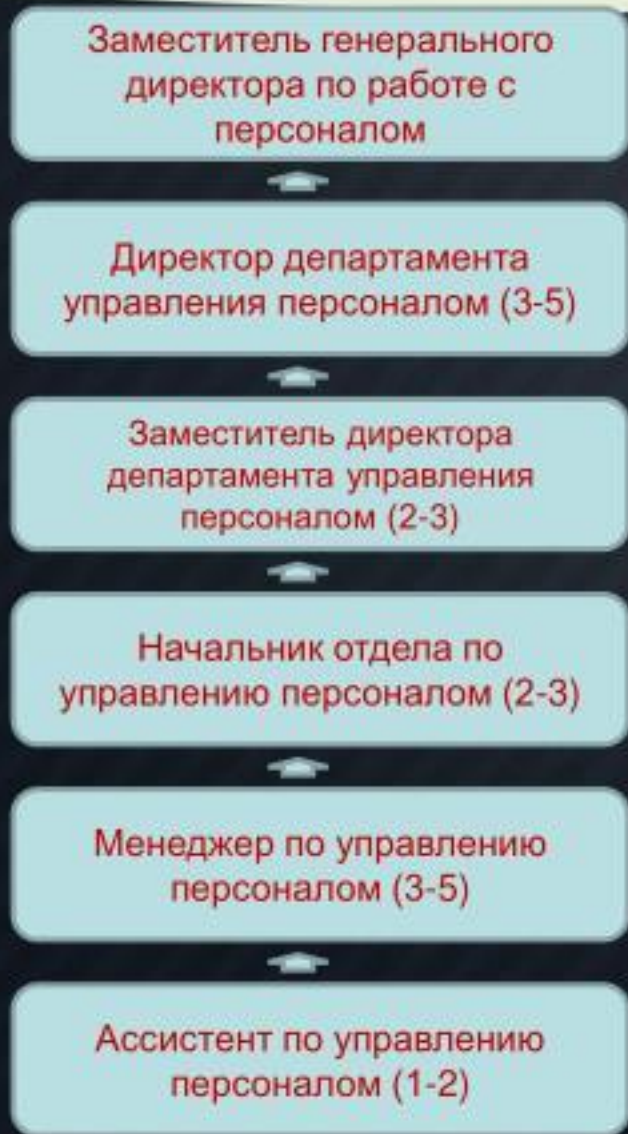 Заместитель генерального
директора по работе с
персоналом
Директор департамента
управления персоналом (3-5)
Заместитель директора
департамента управления
персоналом (2-3)
Начальник отдела по
управлению персоналом (2-3)
Менеджер по управлению
персоналом (3-5)
Ассистент по управлению
персоналом (1-2)